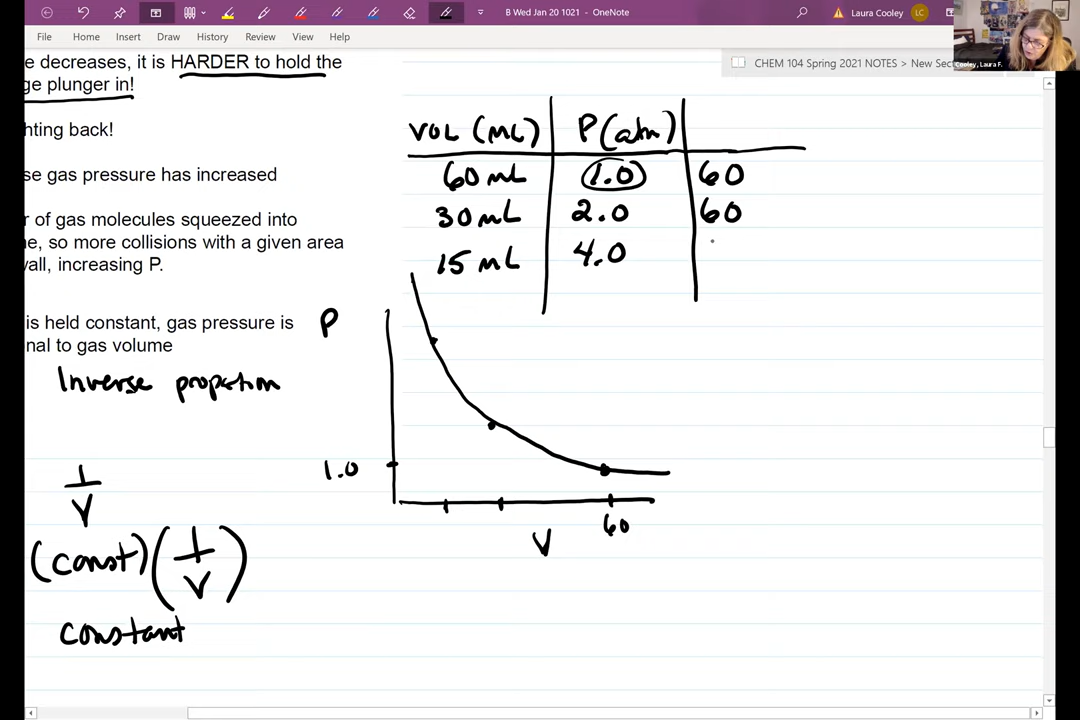 B Wed Jan 20 1021 - OneNote
Laura Cooley
LC
File Home Insert Draw History Review View Help
Cooley, Laura F.
CHEM 104 Spring 2021 NOTES > New Sec
e decreases, it is HARDER to hold the
ge plunger in!
hting back!
se gas pressure has increased
r of gas molecules squeezed into
ne, so more collisions with a given area
vall, increasing P.
is held constant, gas pressure is
nal to gas volume
Inverse proportion
1
V
(const) (1/V)
constant
VOL (mL) P(atm)
60 mL 1.0 60
30 mL 2.0 60
15 mL 4.0
P
1.0
60
V